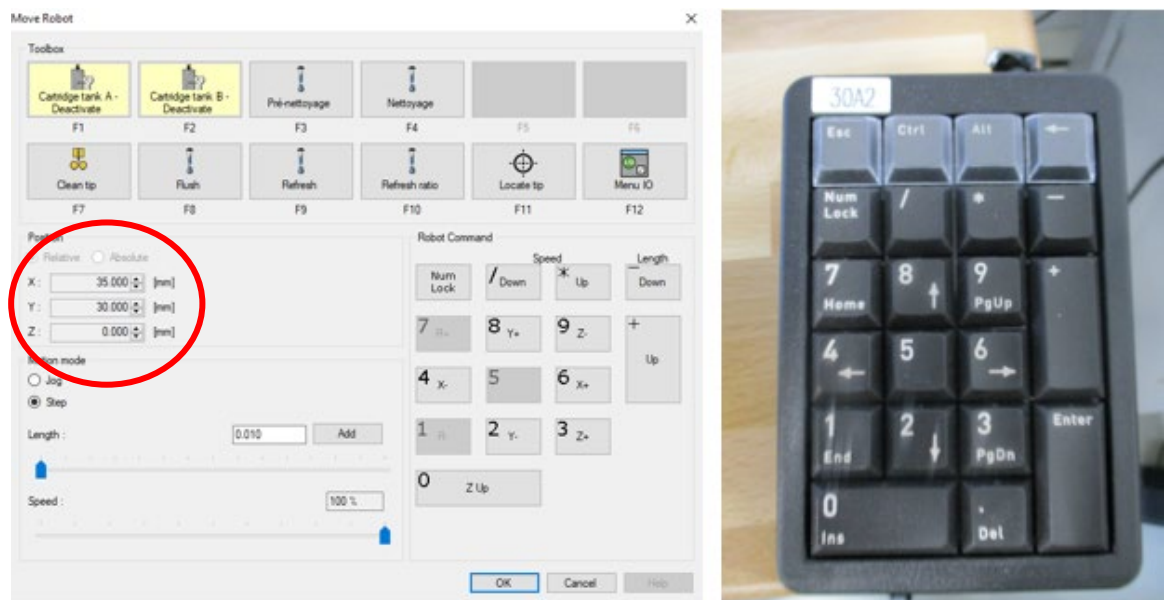 Move Robot
Toolbox
Cartridge tank A -
Deactivate
Cartridge tank B -
Deactivate
Pré-nettoyage
Nettoyage
F1
F2
F3
F4
F5
F6
Clean tip
Flush
Refresh
Refresh ratio
Locate tip
Menu IO
F7
F8
F9
F10
F11
F12
Position
Relative
Absolute
X :
35.000
[mm]
Y :
30.000
[mm]
Z :
0.000
[mm]
Motion mode
Jog
Step
Length :
0.010
Add
Speed :
100 %
Robot Command
Speed
Length
Num
Lock
/ Down
* Up
- Down
7
8 Y+
9 Z-
+ Up
4 X-
5
6 X+
1
2 Y-
3 Z+
0 Z Up
OK
Cancel
Help
30A2
Esc
Ctrl
Alt
←
Num
Lock
/
*
-
7
Home
8 ↑
9
PgUp
+
4 ←
5
6 →
1
End
2 ↓
3
PgDn
Enter
0
Ins
.
Del